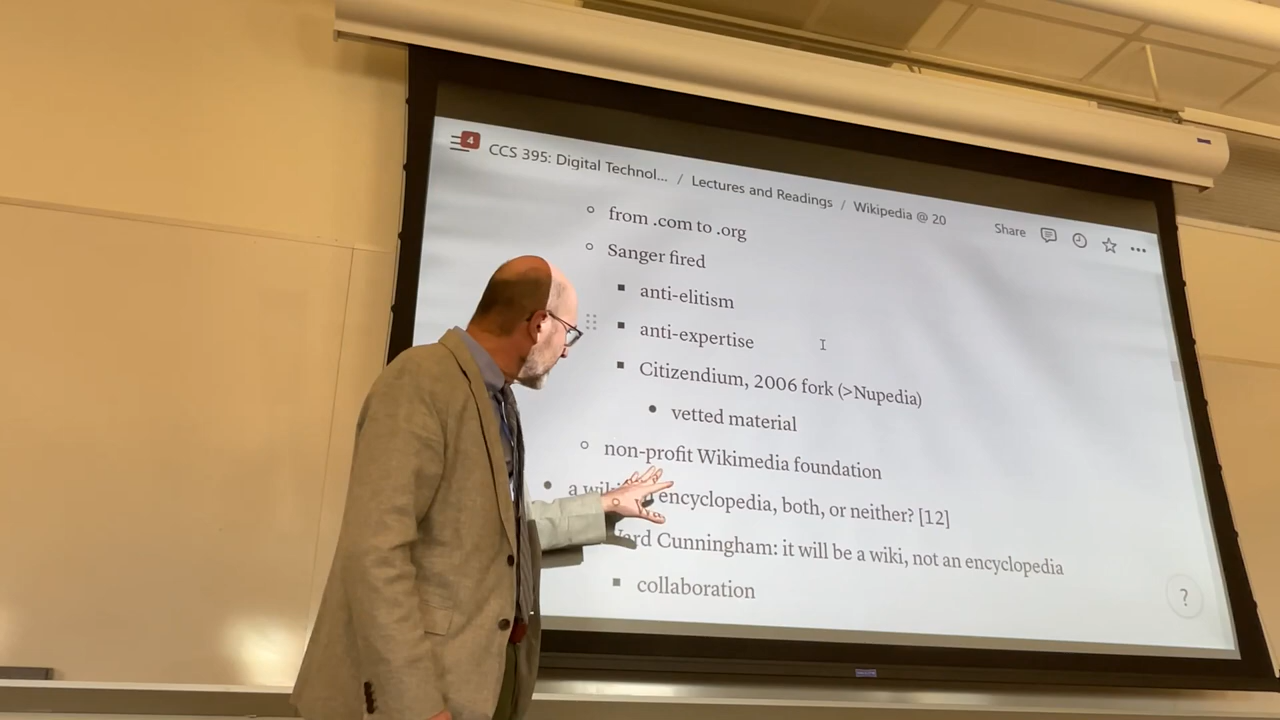 4
CCS 395: Digital Technol... / Lectures and Readings / Wikipedia @ 20
Share
from .com to .org
Sanger fired
anti-elitism
anti-expertise
Citizendium, 2006 fork (>Nupedia)
vetted material
non-profit Wikimedia foundation
a encyclopedia, both, or neither? [12]
Cunningham: it will be a wiki, not an encyclopedia
collaboration
?